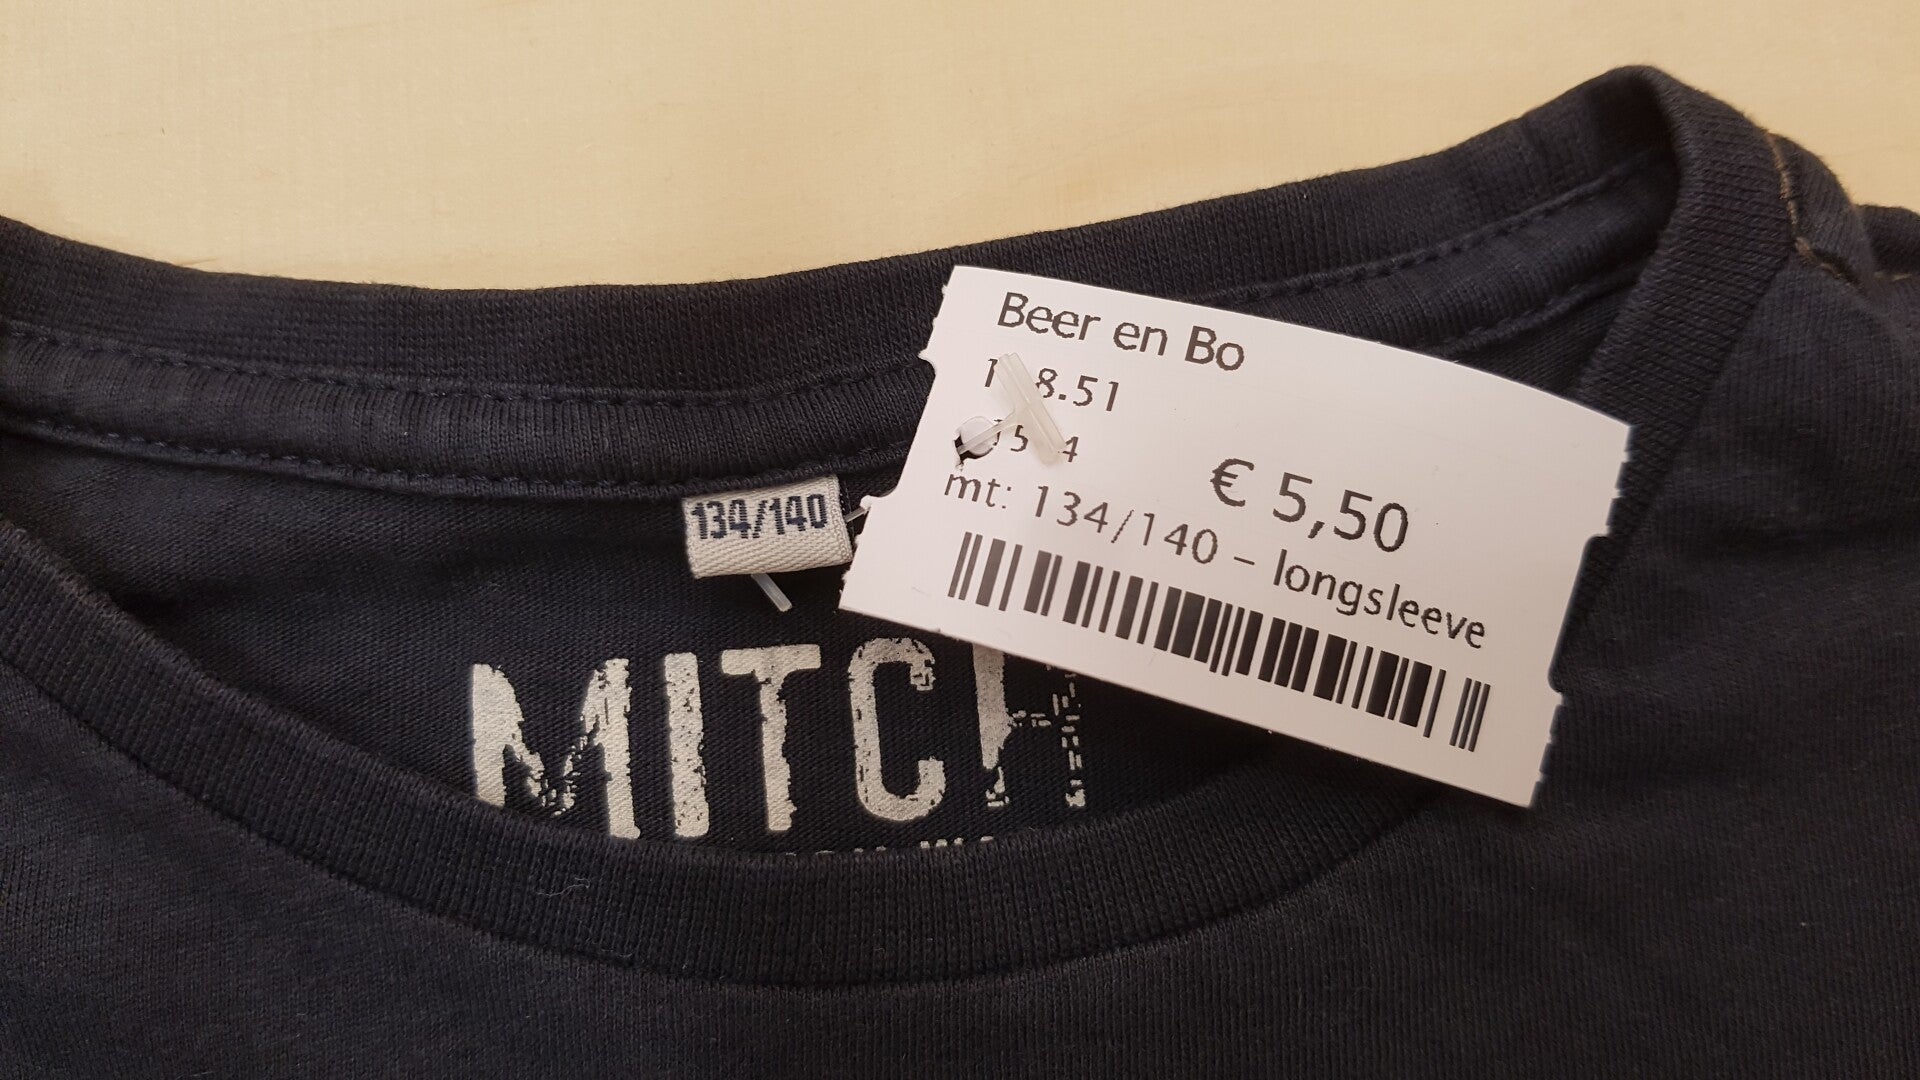 Beer en Bo
€ 5,50
mt: 134/140 - longsleeve
134/140
MITCH